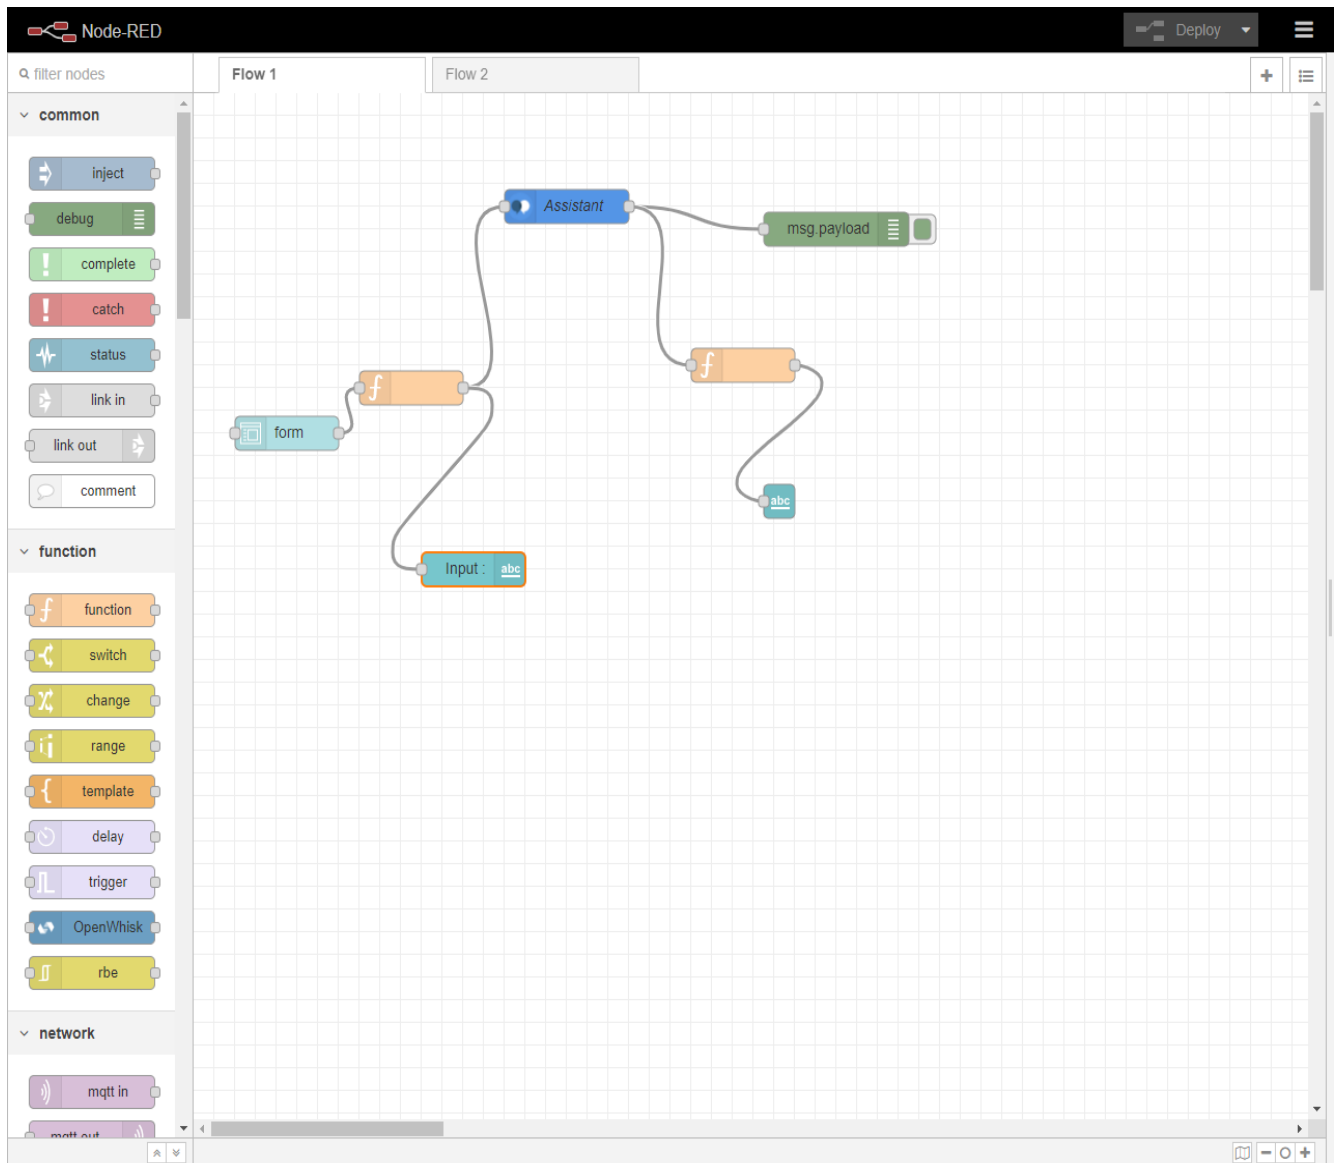 Node-RED
Deploy
filter nodes
Flow 1
Flow 2
common
inject
debug
complete
catch
status
link in
link out
comment
function
function
switch
change
range
template
delay
trigger
OpenWhisk
rbe
network
mqtt in
mqtt out
Assistant
msg.payload
form
abc
Input :
abc